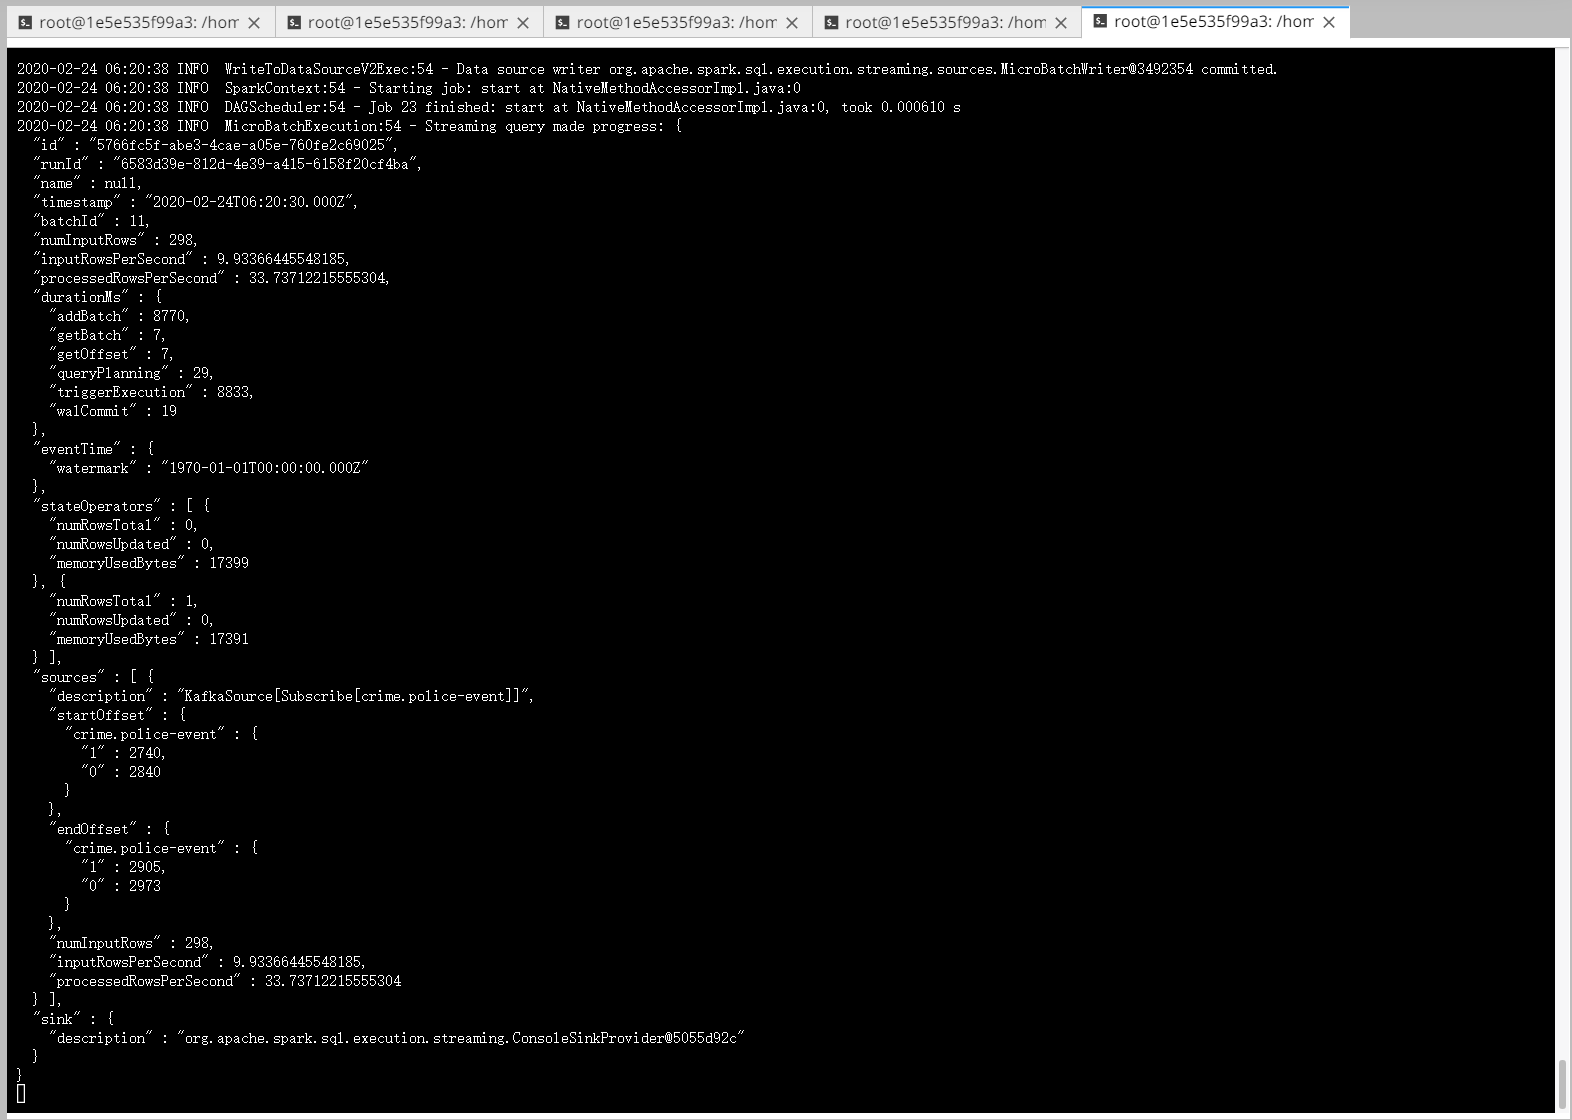 root@1e5e535f99a3: /hom
root@1e5e535f99a3: /hom
root@1e5e535f99a3: /hom
root@1e5e535f99a3: /hom
root@1e5e535f99a3: /hom
2020-02-24 06:20:38 INFO  WriteToDataSourceV2Exec:54 - Data source writer org.apache.spark.sql.execution.streaming.sources.MicroBatchWriter@3492354 committed.
2020-02-24 06:20:38 INFO  SparkContext:54 - Starting job: start at NativeMethodAccessorImpl.java:0
2020-02-24 06:20:38 INFO  DAGScheduler:54 - Job 23 finished: start at NativeMethodAccessorImpl.java:0, took 0.000610 s
2020-02-24 06:20:38 INFO  MicroBatchExecution:54 - Streaming query made progress: {
  "id" : "5766fc5f-abe3-4cae-a05e-760fe2c69025",
  "runId" : "6583d39e-812d-4e39-a415-6158f20cf4ba",
  "name" : null,
  "timestamp" : "2020-02-24T06:20:30.000Z",
  "batchId" : 11,
  "numInputRows" : 298,
  "inputRowsPerSecond" : 9.93366445548185,
  "processedRowsPerSecond" : 33.73712215555304,
  "durationMs" : {
    "addBatch" : 8770,
    "getBatch" : 7,
    "getOffset" : 7,
    "queryPlanning" : 29,
    "triggerExecution" : 8833,
    "walCommit" : 19
  },
  "eventTime" : {
    "watermark" : "1970-01-01T00:00:00.000Z"
  },
  "stateOperators" : [ {
    "numRowsTotal" : 0,
    "numRowsUpdated" : 0,
    "memoryUsedBytes" : 17399
  }, {
    "numRowsTotal" : 1,
    "numRowsUpdated" : 0,
    "memoryUsedBytes" : 17391
  } ],
  "sources" : [ {
    "description" : "KafkaSource[Subscribe[crime.police-event]]",
    "startOffset" : {
      "crime.police-event" : {
        "1" : 2740,
        "0" : 2840
      }
    },
    "endOffset" : {
      "crime.police-event" : {
        "1" : 2905,
        "0" : 2973
      }
    },
    "numInputRows" : 298,
    "inputRowsPerSecond" : 9.93366445548185,
    "processedRowsPerSecond" : 33.73712215555304
  } ],
  "sink" : {
    "description" : "org.apache.spark.sql.execution.streaming.ConsoleSinkProvider@5055d92c"
  }
}